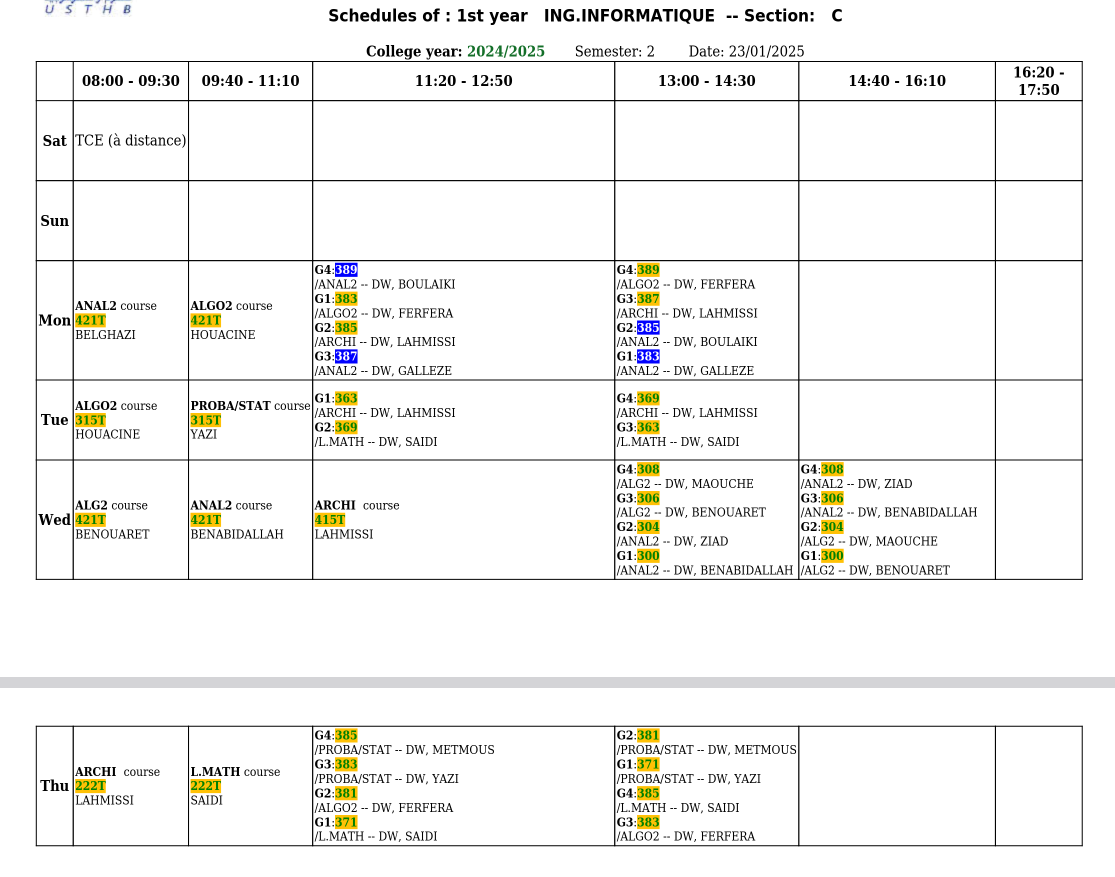 U S T H B
Schedules of : 1st year ING.INFORMATIQUE -- Section: C
College year: 2024/2025 Semester: 2 Date: 23/01/2025
08:00 - 09:30
09:40 - 11:10
11:20 - 12:50
13:00 - 14:30
14:40 - 16:10
16:20 -
17:50
Sat
TCE (à distance)
Sun
Mon
ANAL2 course
421T
BELGHAZI
ALGO2 course
421T
HOUACINE
G4:389
/ANAL2 -- DW, BOULAIKI
G1:383
/ALGO2 -- DW, FERFERA
G2:385
/ARCHI -- DW, LAHMISSI
G3:387
/ANAL2 -- DW, GALLEZE
G4:389
/ALGO2 -- DW, FERFERA
G3:387
/ARCHI -- DW, LAHMISSI
G2:385
/ANAL2 -- DW, BOULAIKI
G1:383
/ANAL2 -- DW, GALLEZE
Tue
ALGO2 course
315T
HOUACINE
PROBA/STAT course
315T
YAZI
G1:363
/ARCHI -- DW, LAHMISSI
G2:369
/L.MATH -- DW, SAIDI
G4:369
/ARCHI -- DW, LAHMISSI
G3:363
/L.MATH -- DW, SAIDI
Wed
ALG2 course
421T
BENOUARET
ANAL2 course
421T
BENABIDALLAH
ARCHI course
415T
LAHMISSI
G4:308
/ALG2 -- DW, MAOUCHE
G3:306
/ALG2 -- DW, BENOUARET
G2:304
/ANAL2 -- DW, ZIAD
G1:300
/ANAL2 -- DW, BENABIDALLAH
G4:308
/ANAL2 -- DW, ZIAD
G3:306
/ANAL2 -- DW, BENABIDALLAH
G2:304
/ALG2 -- DW, MAOUCHE
G1:300
/ALG2 -- DW, BENOUARET
Thu
ARCHI course
222T
LAHMISSI
L.MATH course
222T
SAIDI
G4:385
/PROBA/STAT -- DW, METMOUS
G3:383
/PROBA/STAT -- DW, YAZI
G2:381
/ALGO2 -- DW, FERFERA
G1:371
/L.MATH -- DW, SAIDI
G2:381
/PROBA/STAT -- DW, METMOUS
G1:371
/PROBA/STAT -- DW, YAZI
G4:385
/L.MATH -- DW, SAIDI
G3:383
/ALGO2 -- DW, FERFERA